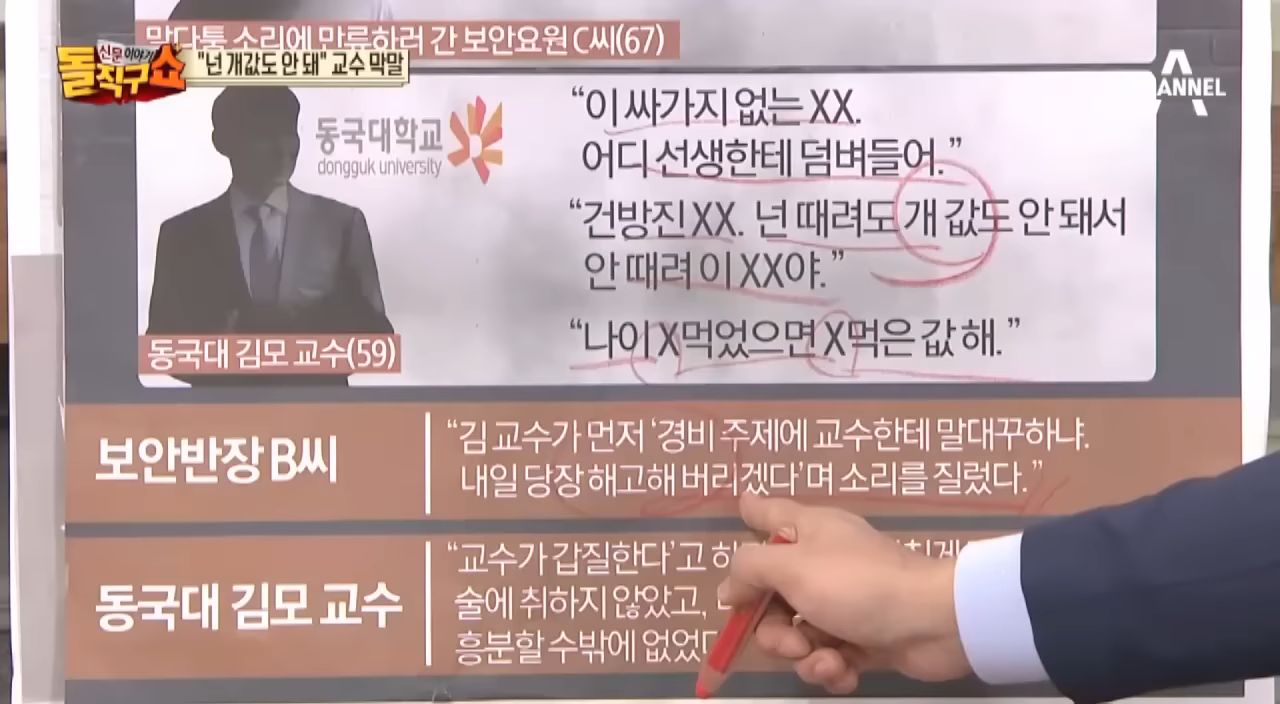 말다툼 소리에 만류하러 간 보안요원 C씨(67)
신문이야기
돌직구쇼
"넌 개값도 안 돼" 교수 막말
CHANNEL A
동국대학교
dongguk university
“이 싸가지 없는 XX.
어디 선생한테 덤벼들어.”
“건방진 XX. 넌 때려도 개 값도 안 돼서
안 때려 이 XX야.”
“나이 X먹었으면 X먹은 값 해.”
동국대 김모 교수(59)
보안반장 B씨
“김 교수가 먼저 ‘경비 주제에 교수한테 말대꾸하냐.
내일 당장 해고해 버리겠다’며 소리를 질렀다.”
동국대 김모 교수
“교수가 갑질한다’고 하
술에 취하지 않았고,
흥분할 수밖에 없었다